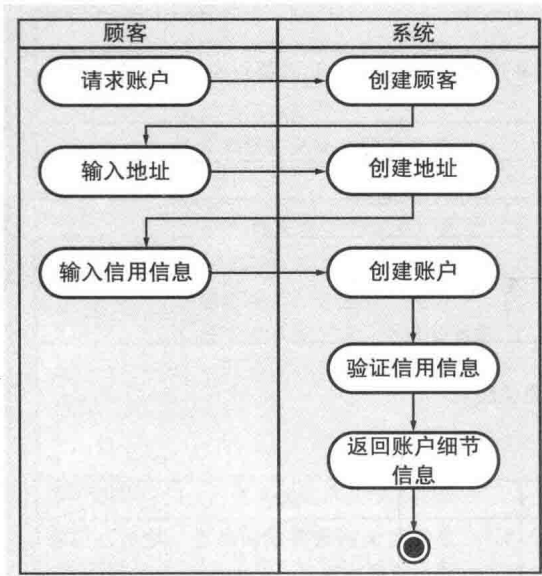 顾客
系统
请求账户
创建顾客
输入地址
创建地址
输入信用信息
创建账户
验证信用信息
返回账户细节
信息